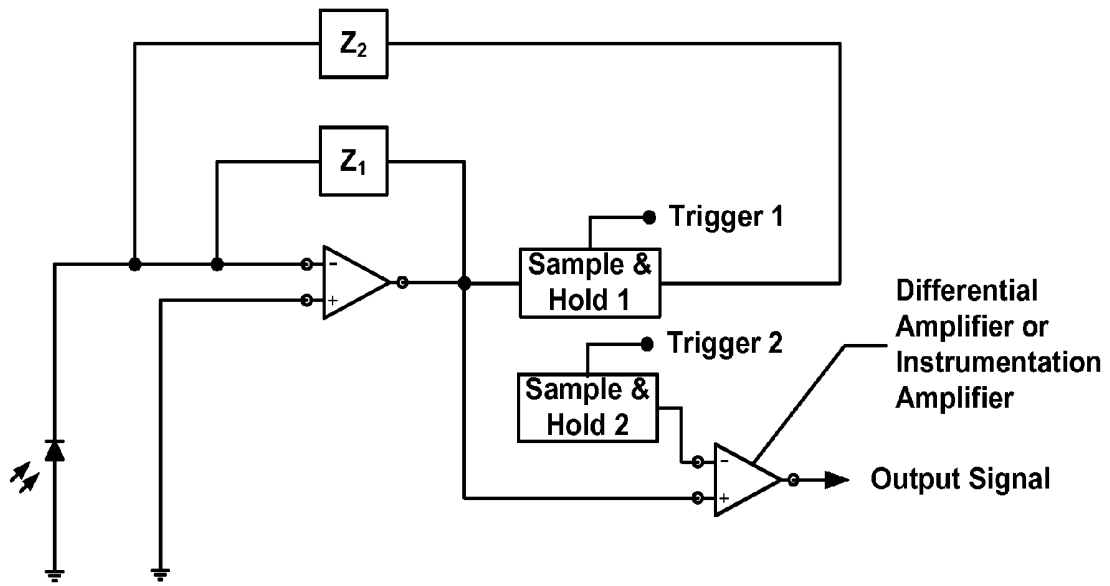 Z₂
Z₁
Trigger 1
Sample &
Hold 1
Trigger 2
Sample &
Hold 2
Differential
Amplifier or
Instrumentation
Amplifier
Output Signal
-
+
-
+